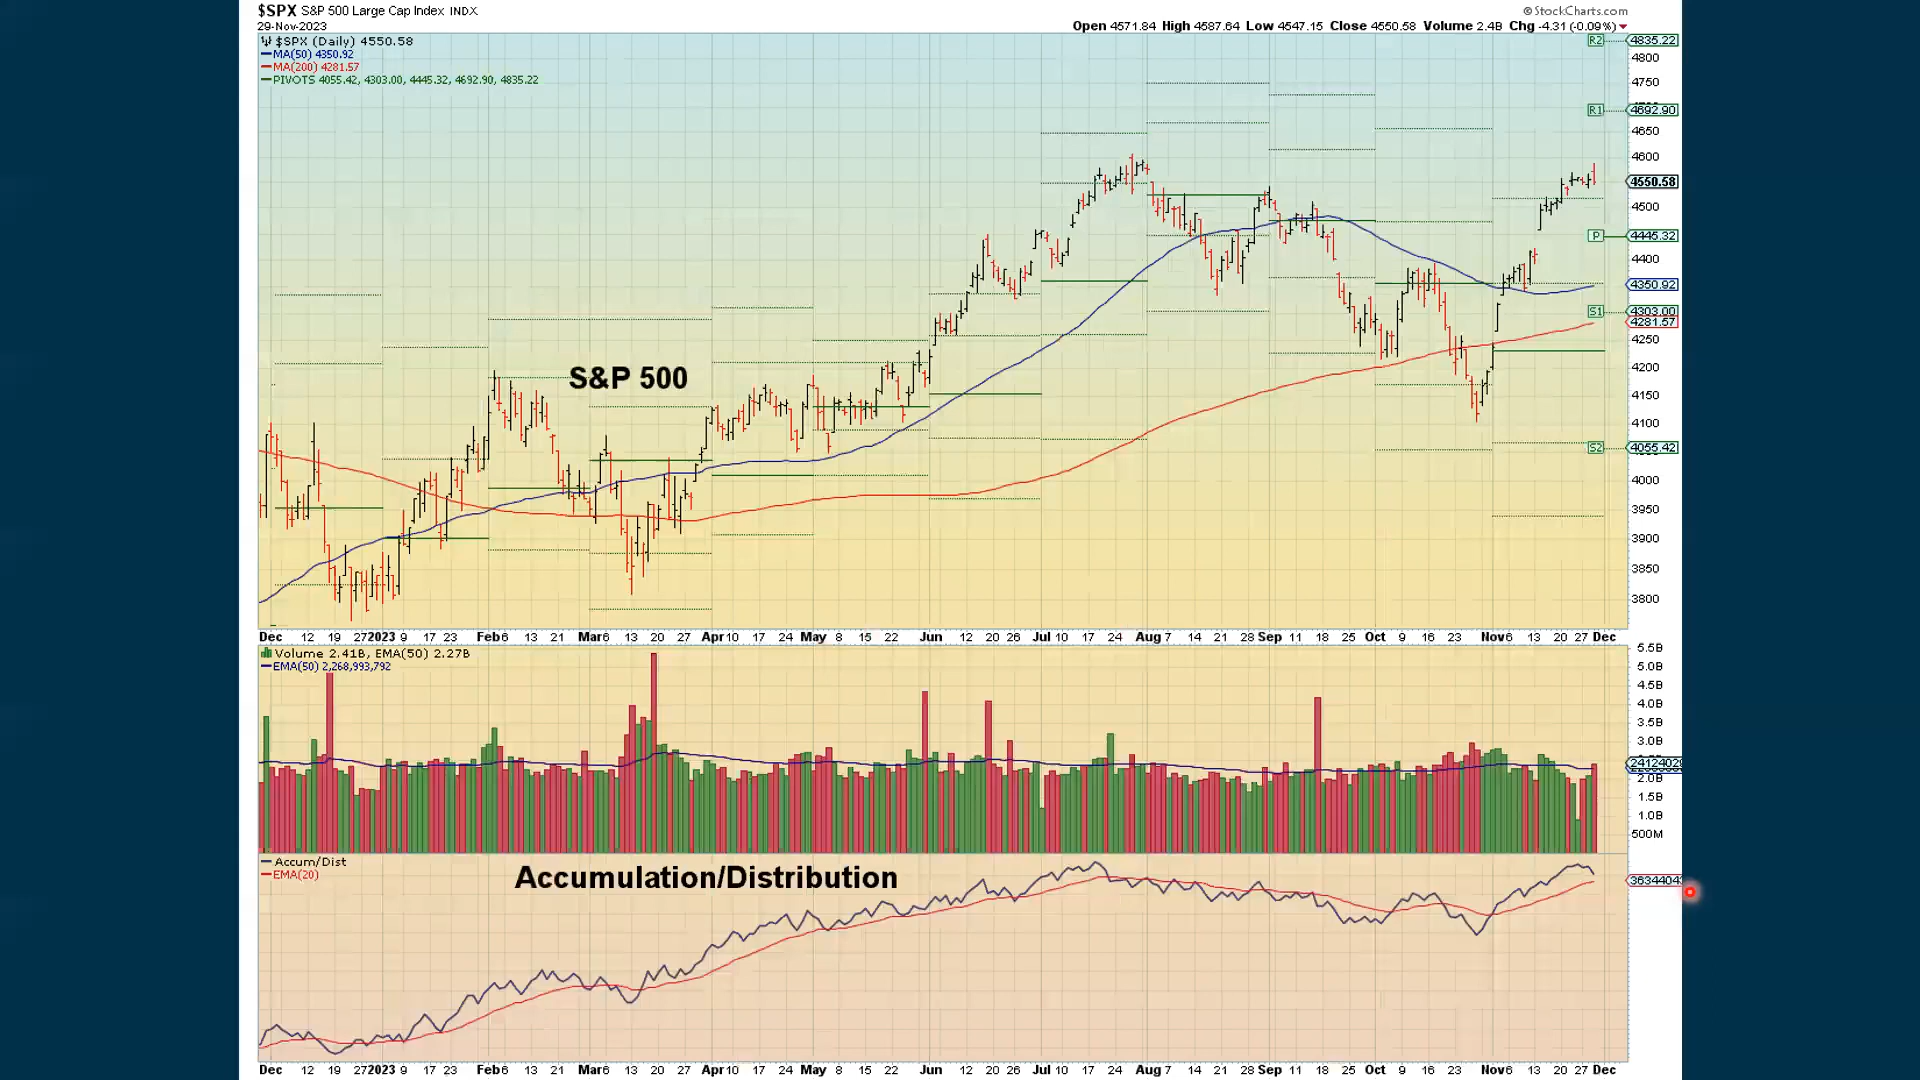 $SPX S&P 500 Large Cap Index INDX
© StockCharts.com
29-Nov-2023
Open 4571.84 High 4587.64 Low 4547.15 Close 4550.58 Volume 2.4B Chg -4.31 (-0.09%)
$SPX (Daily) 4550.58
MA(50) 4350.92
MA(200) 4281.57
PIVOTS 4055.42, 4303.00, 4445.32, 4692.90, 4835.22
R2 4835.22
4800
4750
R1 4692.90
4650
4600
4550.58
4500
P 4445.32
4400
4350.92
S1 4303.00
4281.57
4250
4200
4150
4100
S2 4055.42
4000
3950
3900
3850
3800
S&P 500
Dec 12 19 27 2023 9 17 23 Feb 6 13 21 Mar 6 13 20 27 Apr 10 17 24 May 8 15 22 Jun 12 20 26 Jul 10 17 24 Aug 7 14 21 28 Sep 11 18 25 Oct 9 16 23 Nov 6 13 20 27 Dec
Volume 2.41B, EMA(50) 2.27B
EMA(50) 2,268,993,792
5.5B
5.0B
4.5B
4.0B
3.5B
3.0B
2.0B
1.5B
1.0B
500M
Accum/Dist
EMA(20)
Accumulation/Distribution
Dec 12 19 27 2023 9 17 23 Feb 6 13 21 Mar 6 13 20 27 Apr 10 17 24 May 8 15 22 Jun 12 20 26 Jul 10 17 24 Aug 7 14 21 28 Sep 11 18 25 Oct 9 16 23 Nov 6 13 20 27 Dec